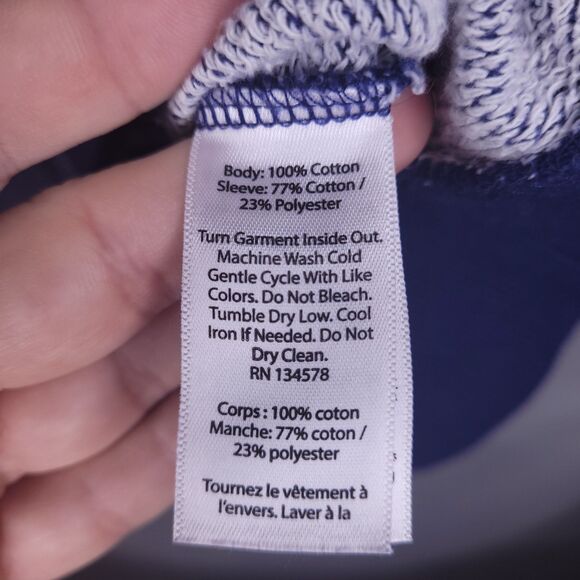 Body: 100% Cotton
Sleeve: 77% Cotton /
23% Polyester
Turn Garment Inside Out.
Machine Wash Cold
Gentle Cycle With Like
Colors. Do Not Bleach.
Tumble Dry Low. Cool
Iron If Needed. Do Not
Dry Clean.
RN 134578
Corps : 100% coton
Manche: 77% coton /
23% polyester
Tournez le vêtement à
l'envers. Laver à la